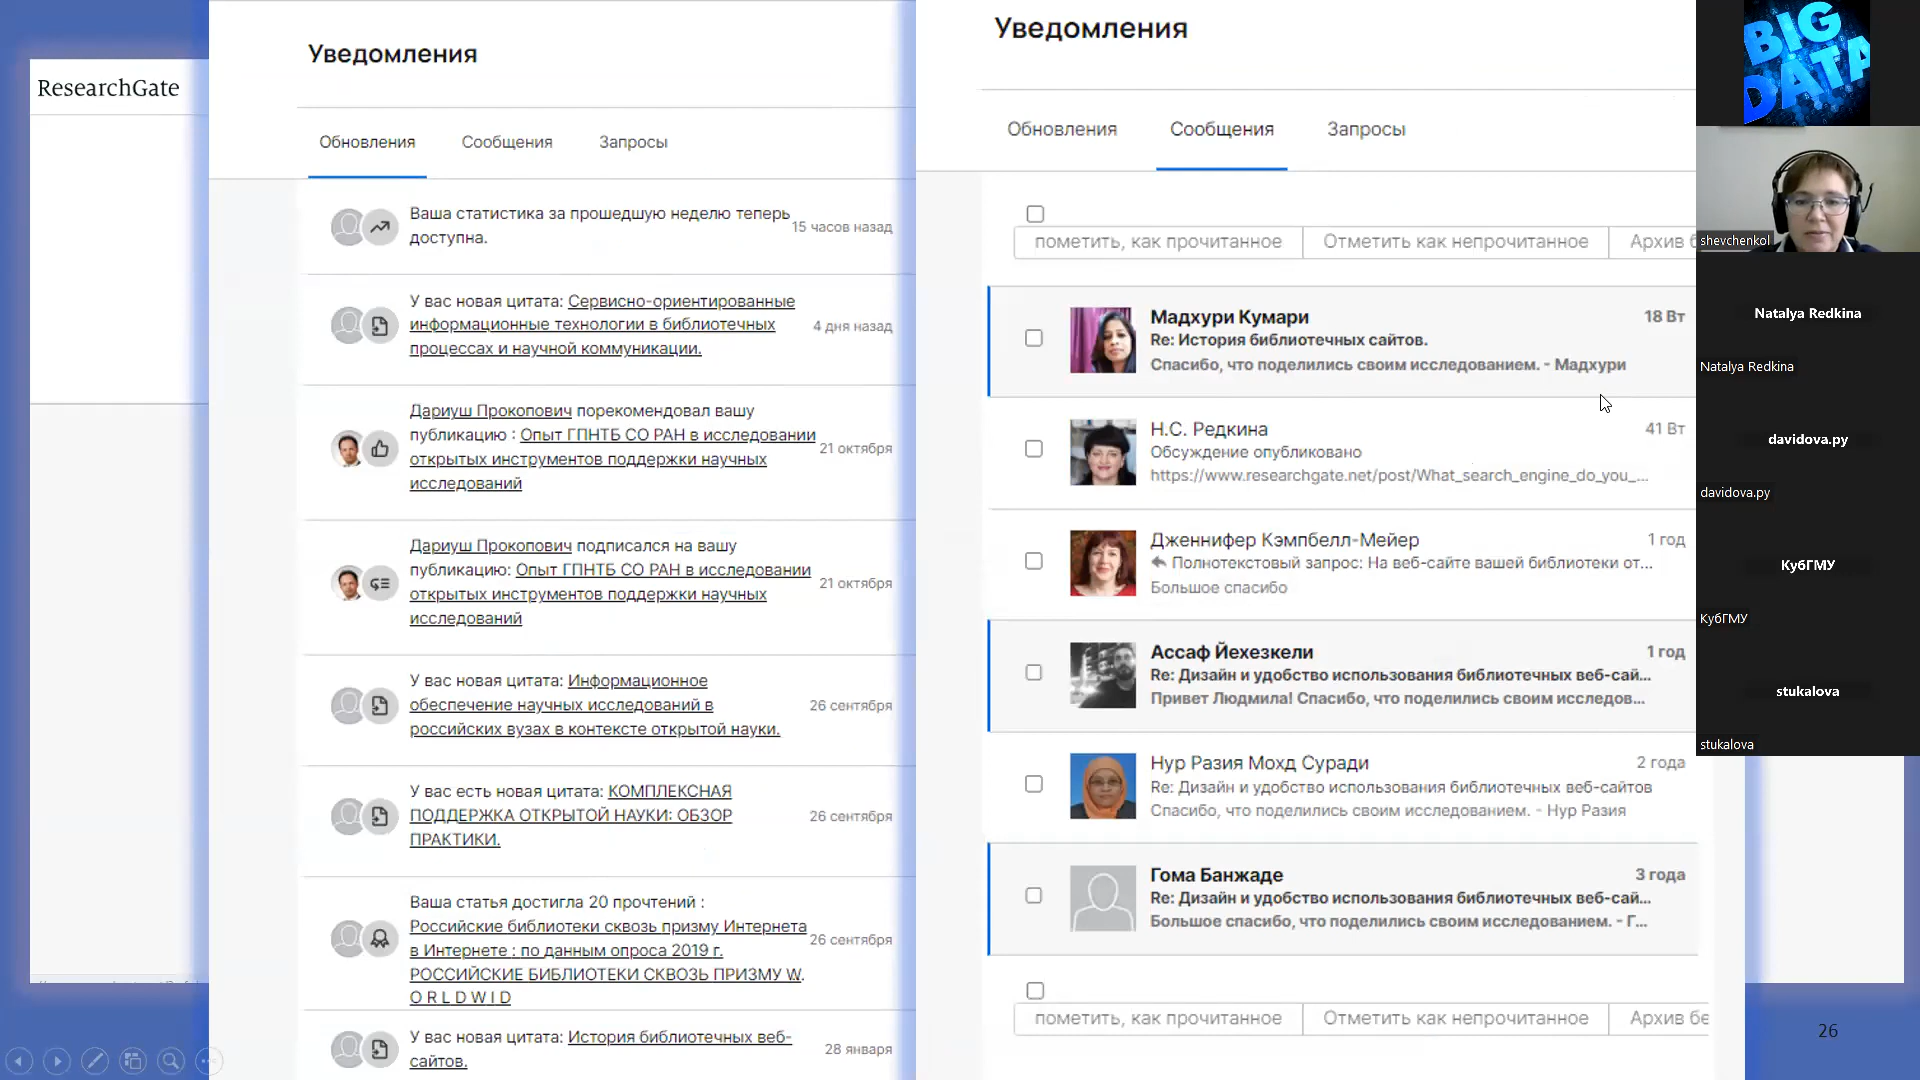 ResearchGate
Уведомления
Обновления
Сообщения
Запросы
Ваша статистика за прошедшую неделю теперь
доступна.
15 часов назад
У вас новая цитата: Сервисно-ориентированные
информационные технологии в библиотечных
процессах и научной коммуникации.
4 дня назад
Дариуш Прокопович порекомендовал вашу
публикацию : Опыт ГПНТБ СО РАН в исследовании
открытых инструментов поддержки научных
исследований
21 октября
Дариуш Прокопович подписался на вашу
публикацию: Опыт ГПНТБ СО РАН в исследовании
открытых инструментов поддержки научных
исследований
21 октября
У вас новая цитата: Информационное
обеспечение научных исследований в
российских вузах в контексте открытой науки.
26 сентября
У вас есть новая цитата: КОМПЛЕКСНАЯ
ПОДДЕРЖКА ОТКРЫТОЙ НАУКИ: ОБЗОР
ПРАКТИКИ.
26 сентября
Ваша статья достигла 20 прочтений :
Российские библиотеки сквозь призму Интернета
в Интернете : по данным опроса 2019 г.
РОССИЙСКИЕ БИБЛИОТЕКИ СКВОЗЬ ПРИЗМУ W.
O R L D W I D
26 сентября
У вас новая цитата: История библиотечных веб-
сайтов.
28 января
Уведомления
Обновления
Сообщения
Запросы
пометить, как прочитанное
Отметить как непрочитанное
Архив б
Мадхури Кумари
18 Вт
Re: История библиотечных сайтов.
Спасибо, что поделились своим исследованием. - Мадхури
Н.С. Редкина
41 Вт
Обсуждение опубликовано
https://www.researchgate.net/post/What_search_engine_do_you_...
Дженнифер Кэмпбелл-Мейер
1 год
Полнотекстовый запрос: На веб-сайте вашей библиотеки от...
Большое спасибо
Ассаф Йехезкели
1 год
Re: Дизайн и удобство использования библиотечных веб-сай...
Привет Людмила! Спасибо, что поделились своим исследов...
Нур Разия Мохд Суради
2 года
Re: Дизайн и удобство использования библиотечных веб-сайтов
Спасибо, что поделились своим исследованием. - Нур Разия
Гома Банжаде
3 года
Re: Дизайн и удобство использования библиотечных веб-сай...
Большое спасибо, что поделились своим исследованием. - Г...
пометить, как прочитанное
Отметить как непрочитанное
Архив бе
26
BIG
DATA
shevchenkol
Natalya Redkina
Natalya Redkina
davidova.py
davidova.py
КубГМУ
КубГМУ
stukalova
stukalova